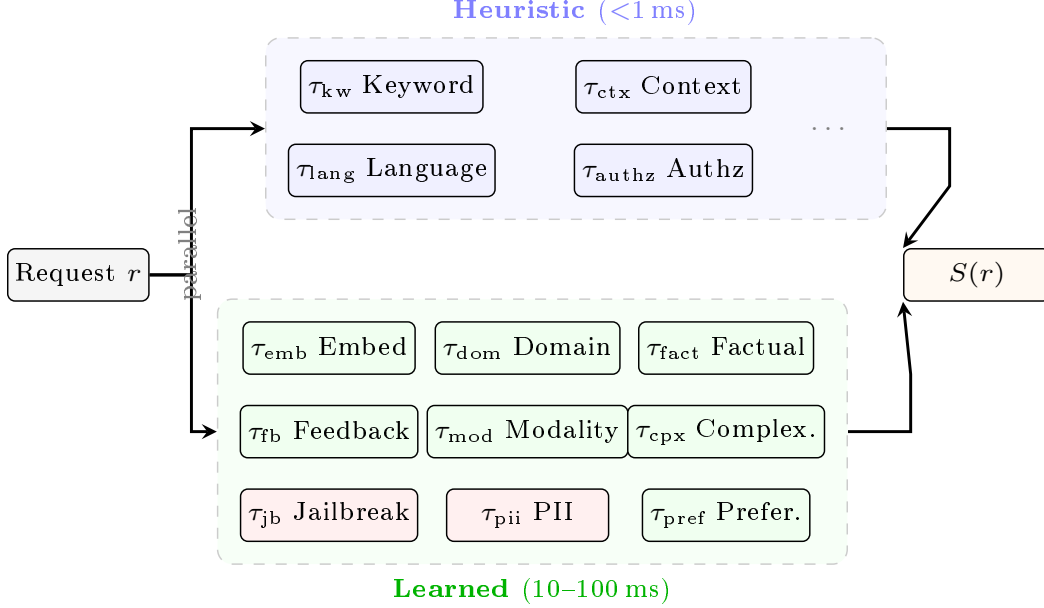 Heuristic (<1 ms)
τkw Keyword
τctx Context
...
τlang Language
τauthz Authz
parallel
Request r
S(r)
τemb Embed
τdom Domain
τfact Factual
τfb Feedback
τmod Modality
τcpx Complex.
τjb Jailbreak
τpii PII
τpref Prefer.
Learned (10–100 ms)